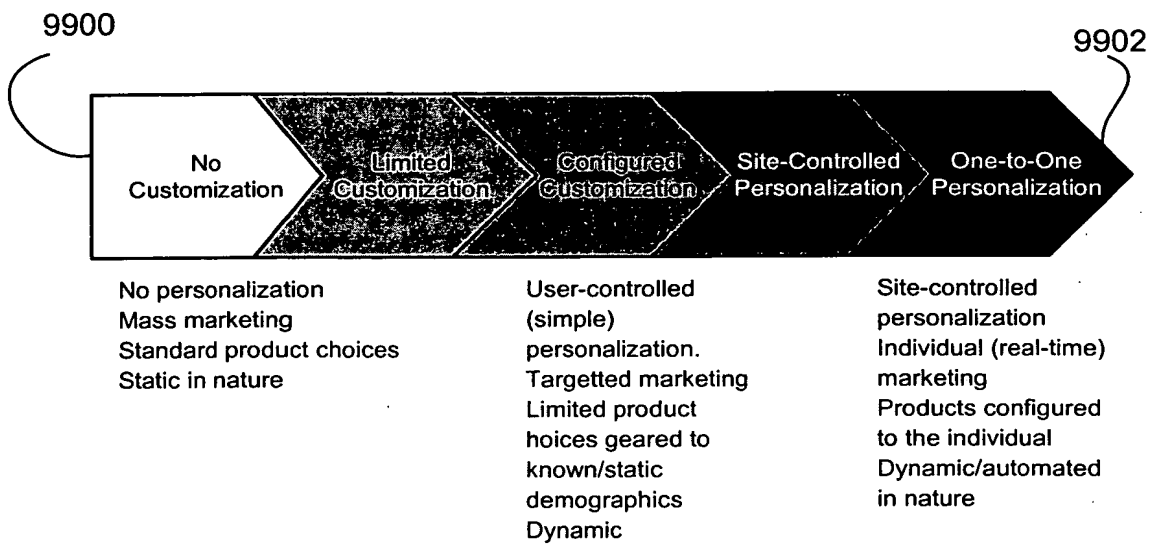 9900
9902
No
Customization
Limited
Customization
Configured
Customization
Site-Controlled
Personalization
One-to-One
Personalization
No personalization
Mass marketing
Standard product choices
Static in nature
User-controlled
(simple)
personalization.
Targetted marketing
Limited product
hoices geared to
known/static
demographics
Dynamic
Site-controlled
personalization
Individual (real-time)
marketing
Products configured
to the individual
Dynamic/automated
in nature